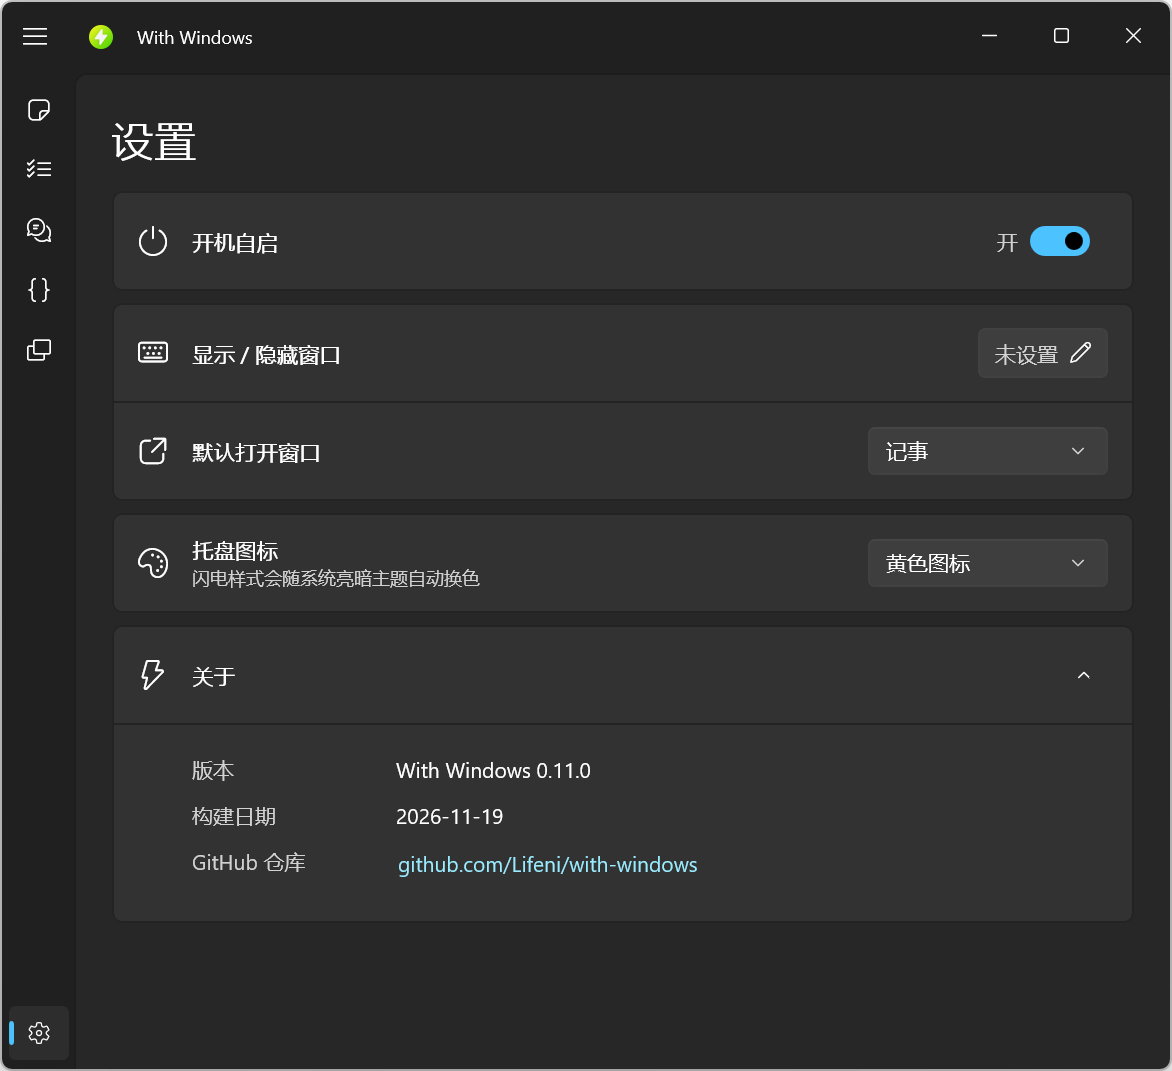 With Windows
设置
开机自启
开
显示 / 隐藏窗口
未设置
默认打开窗口
记事
托盘图标
闪电样式会随系统亮暗主题自动换色
黄色图标
关于
版本
With Windows 0.11.0
构建日期
2026-11-19
GitHub 仓库
github.com/Lifeni/with-windows